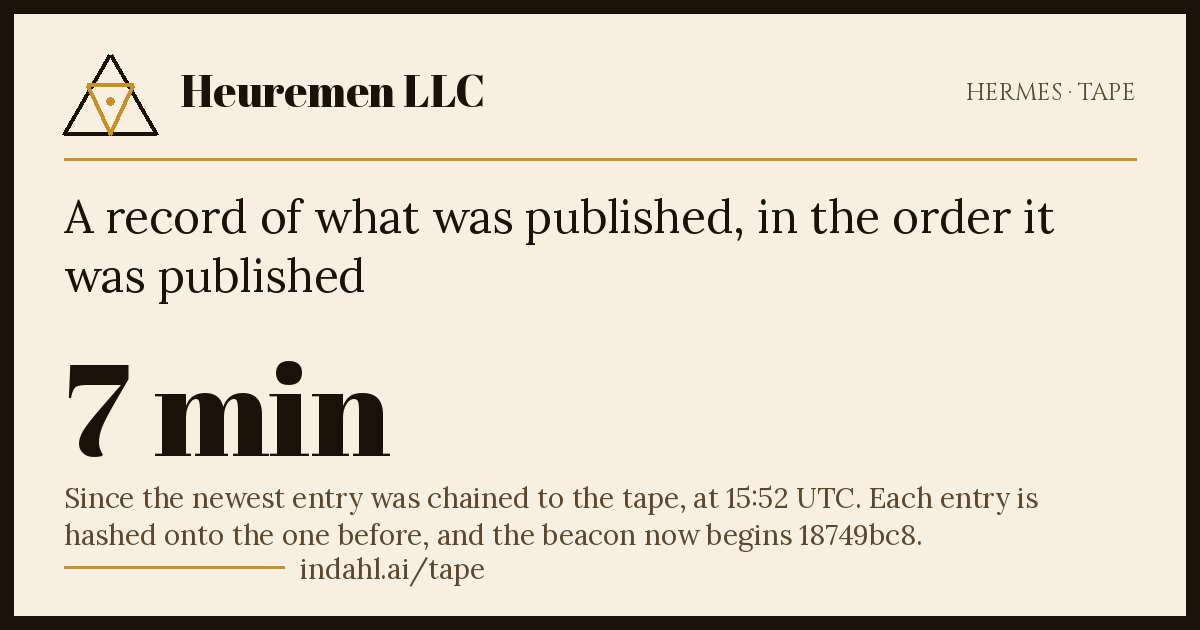 Heuremen LLC
HERMES · TAPE
A record of what was published, in the order it
was published
7 min
Since the newest entry was chained to the tape, at 15:52 UTC. Each entry is
hashed onto the one before, and the beacon now begins 18749bc8.
indahl.ai/tape